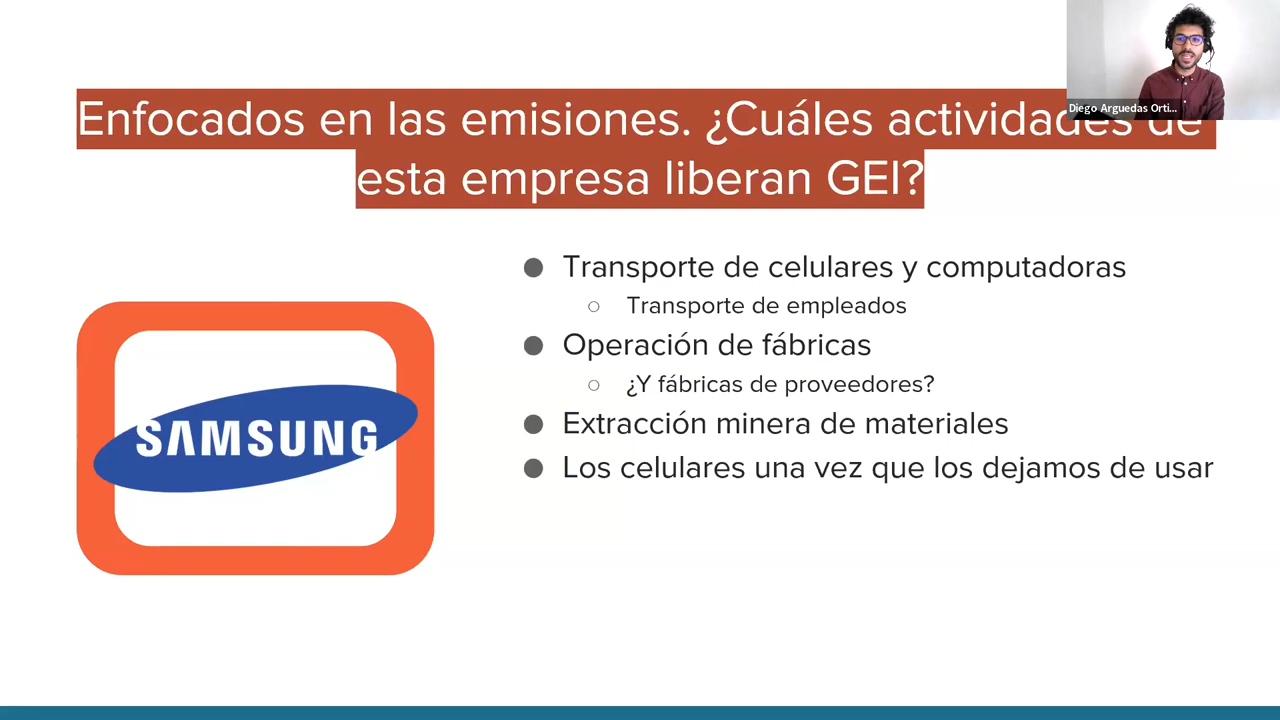 Diego Arguedas Orti...
Enfocados en las emisiones. ¿Cuáles actividades de
esta empresa liberan GEI?
● Transporte de celulares y computadoras
○ Transporte de empleados
● Operación de fábricas
○ ¿Y fábricas de proveedores?
● Extracción minera de materiales
● Los celulares una vez que los dejamos de usar
SAMSUNG